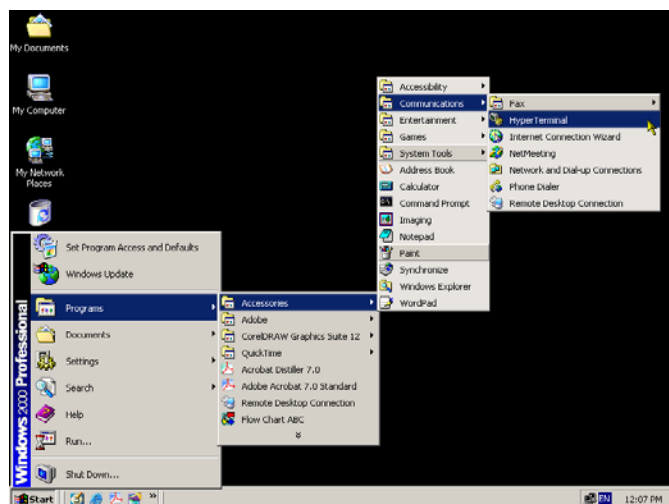 My Documents
My Computer
My Network
Places
Set Program Access and Defaults
Windows Update
Programs
Documents
Settings
Search
Help
Run...
Shut Down...
Windows 2000 Professional
Accessories
Adobe
CorelDRAW Graphics Suite 12
QuickTime
Acrobat Distiller 7.0
Adobe Acrobat 7.0 Standard
Remote Desktop Connection
Flow Chart ABC
Accessibility
Communications
Entertainment
Games
System Tools
Address Book
Calculator
Command Prompt
Imaging
Notepad
Paint
Synchronize
Windows Explorer
WordPad
Fax
HyperTerminal
Internet Connection Wizard
NetMeeting
Network and Dial-up Connections
Phone Dialer
Remote Desktop Connection
Start
EN
12:07 PM